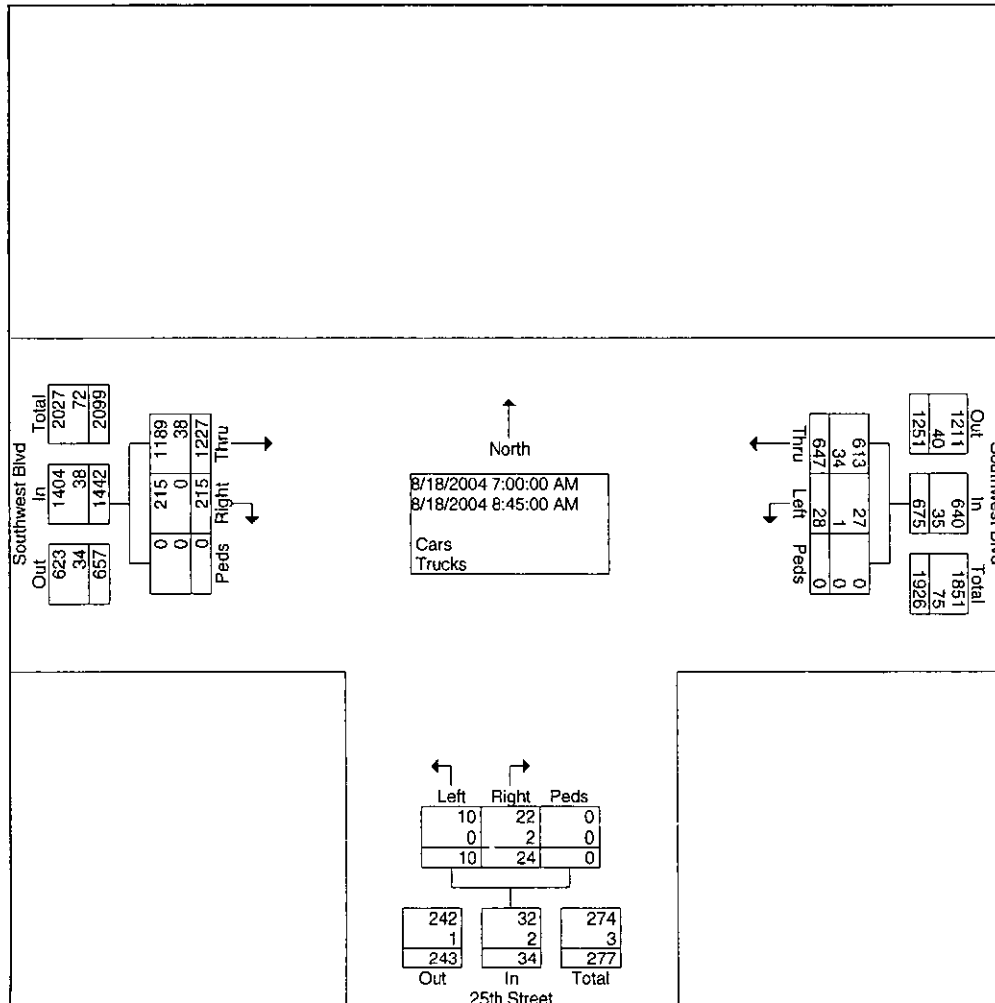 North
8/18/2004 7:00:00 AM
8/18/2004 8:45:00 AM
Cars
Trucks
Southwest Blvd
Total In Out
2027 1404 623
72 38 34
2099 1442 657
Thru Right Peds
1189 215 0
38 0 0
1227 215 0
Out In Total
1211 640 1851
40 35 75
1251 675 1926
Thru Left Peds
613 27 0
34 1 0
647 28 0
Left Right Peds
10 22 0
0 2 0
10 24 0
242 32 274
1 2 3
243 34 277
Out In Total
25th Street